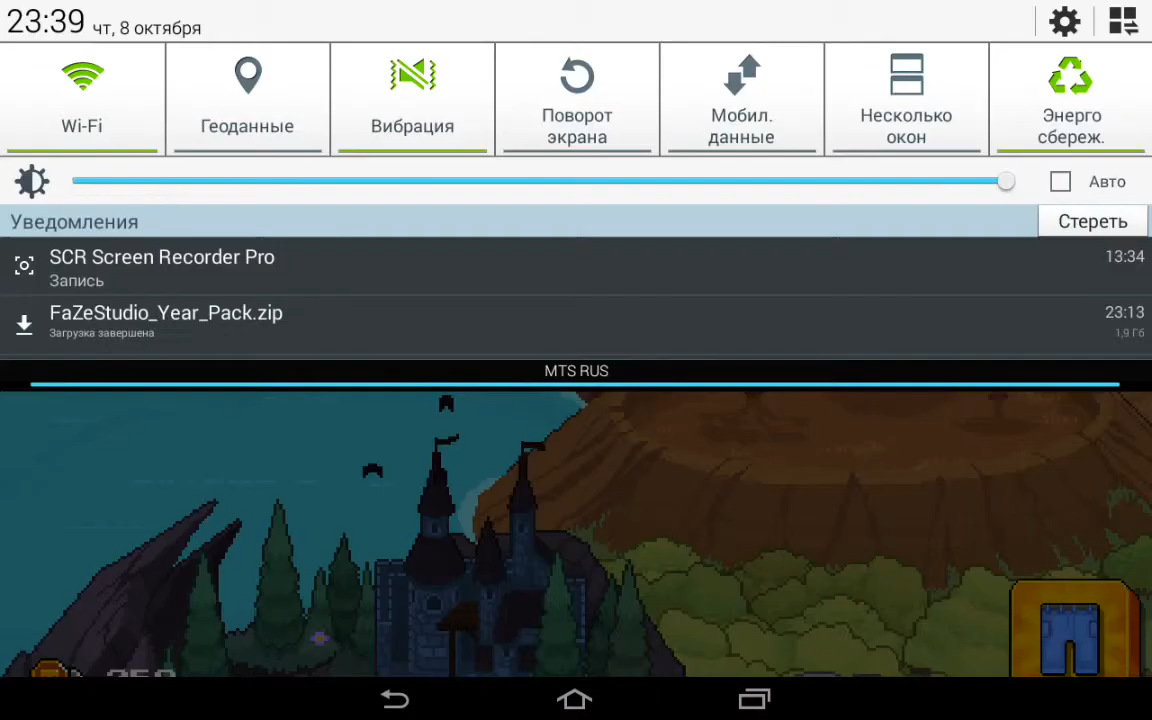 23:39 чт, 8 октября
Wi-Fi
Геоданные
Вибрация
Поворот
экрана
Мобил.
данные
Несколько
окон
Энерго
сбереж.
Авто
Уведомления
Стереть
SCR Screen Recorder Pro
13:34
Запись
FaZeStudio_Year_Pack.zip
23:13
Загрузка завершена
1,9 Гб
MTS RUS